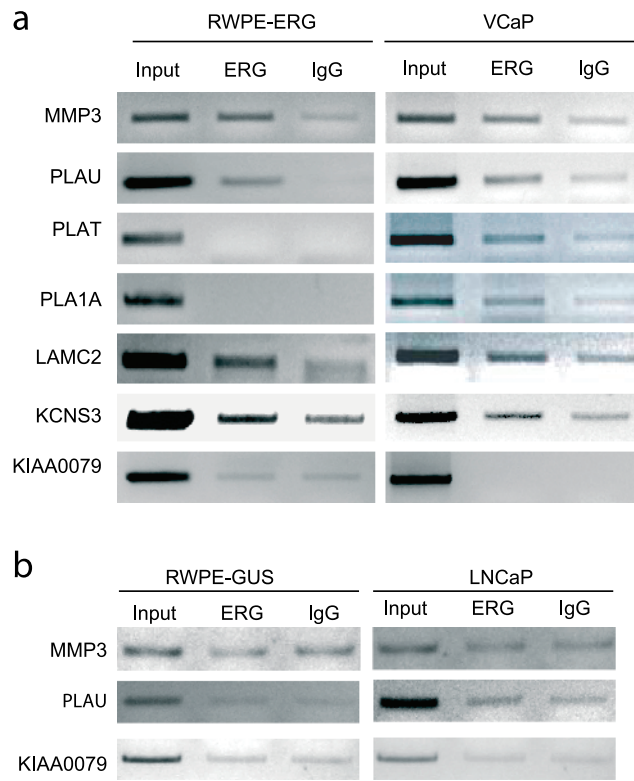 a
RWPE-ERG VCaP
Input ERG IgG Input ERG IgG
MMP3
PLAU
PLAT
PLA1A
LAMC2
KCNS3
KIAA0079
b
RWPE-GUS LNCaP
Input ERG IgG Input ERG IgG
MMP3
PLAU
KIAA0079